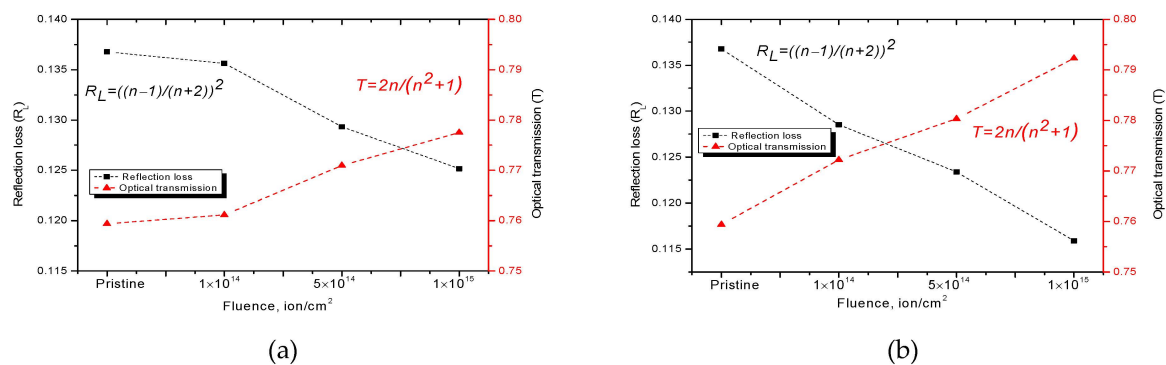 0.140
0.135
0.130
0.125
0.120
0.115
Reflection loss (R_L)
R_L=((n−1)/(n+2))^2
T=2n/(n^2+1)
Reflection loss
Optical transmission
0.80
0.79
0.78
0.77
0.76
0.75
Optical transmission (T)
Pristine 1×10^14 5×10^14 1×10^15
Fluence, ion/cm^2
(a)
0.140
0.135
0.130
0.125
0.120
0.115
Reflection loss (R_L)
R_L=((n−1)/(n+2))^2
T=2n/(n^2+1)
Reflection loss
Optical transmission
0.80
0.79
0.78
0.77
0.76
0.75
Optical transmission (T)
Pristine 1×10^14 5×10^14 1×10^15
Fluence, ion/cm^2
(b)